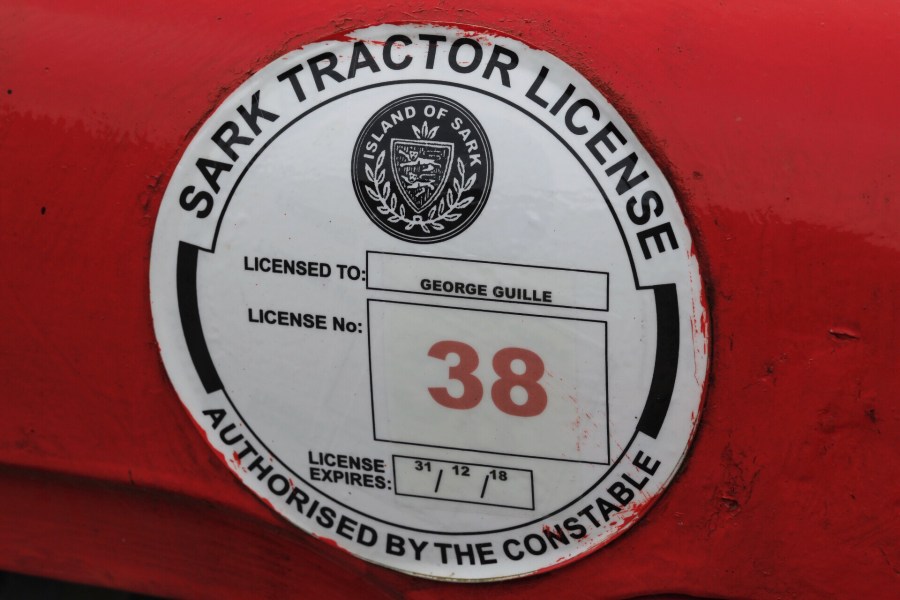 SARK TRACTOR LICENSE
ISLAND OF SARK
LICENSED TO: GEORGE GUILLE
LICENSE No: 38
LICENSE
EXPIRES: 31/12/18
AUTHORISED BY THE CONSTABLE